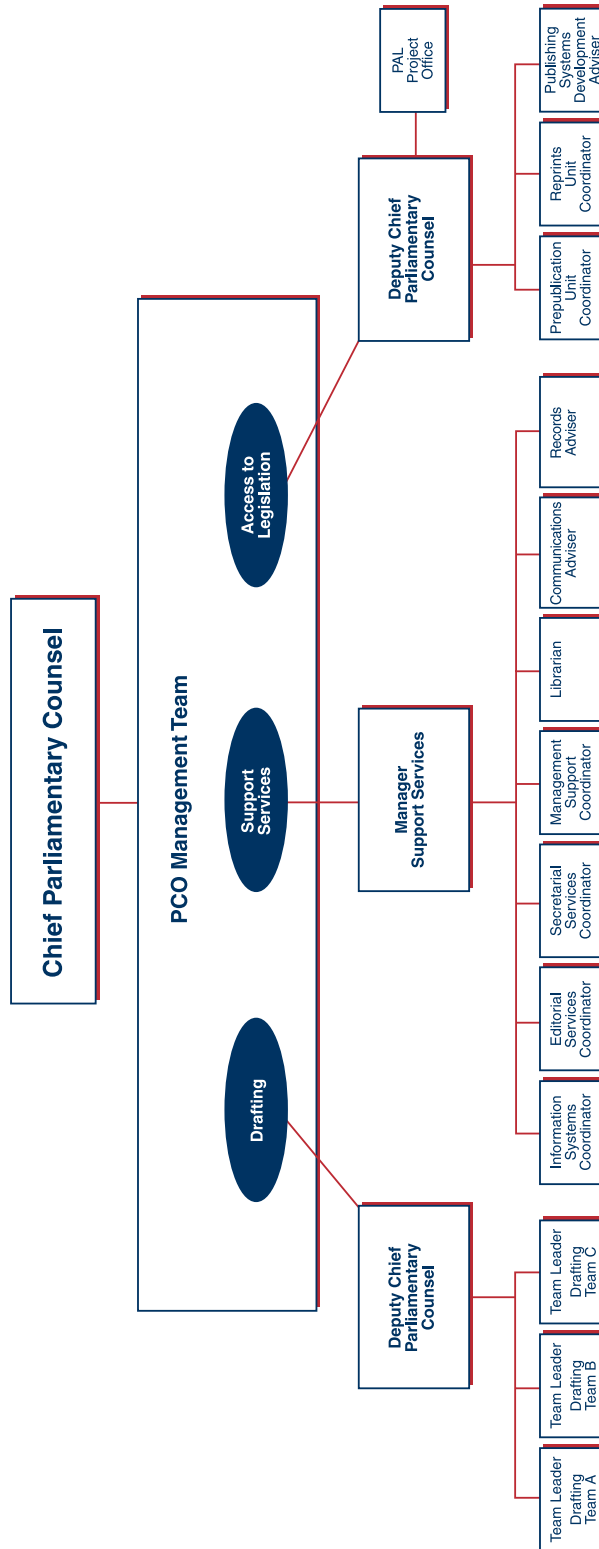 Chief Parliamentary Counsel
PCO Management Team
Drafting
Support
Services
Access to
Legislation
Deputy Chief
Parliamentary
Counsel
Manager
Support Services
Deputy Chief
Parliamentary
Counsel
PAL
Project
Office
Team Leader
Drafting
Team A
Team Leader
Drafting
Team B
Team Leader
Drafting
Team C
Information
Systems
Coordinator
Editorial
Services
Coordinator
Secretarial
Services
Coordinator
Management
Support
Coordinator
Librarian
Communications
Adviser
Records
Adviser
Prepublication
Unit
Coordinator
Reprints
Unit
Coordinator
Publishing
Systems
Development
Adviser